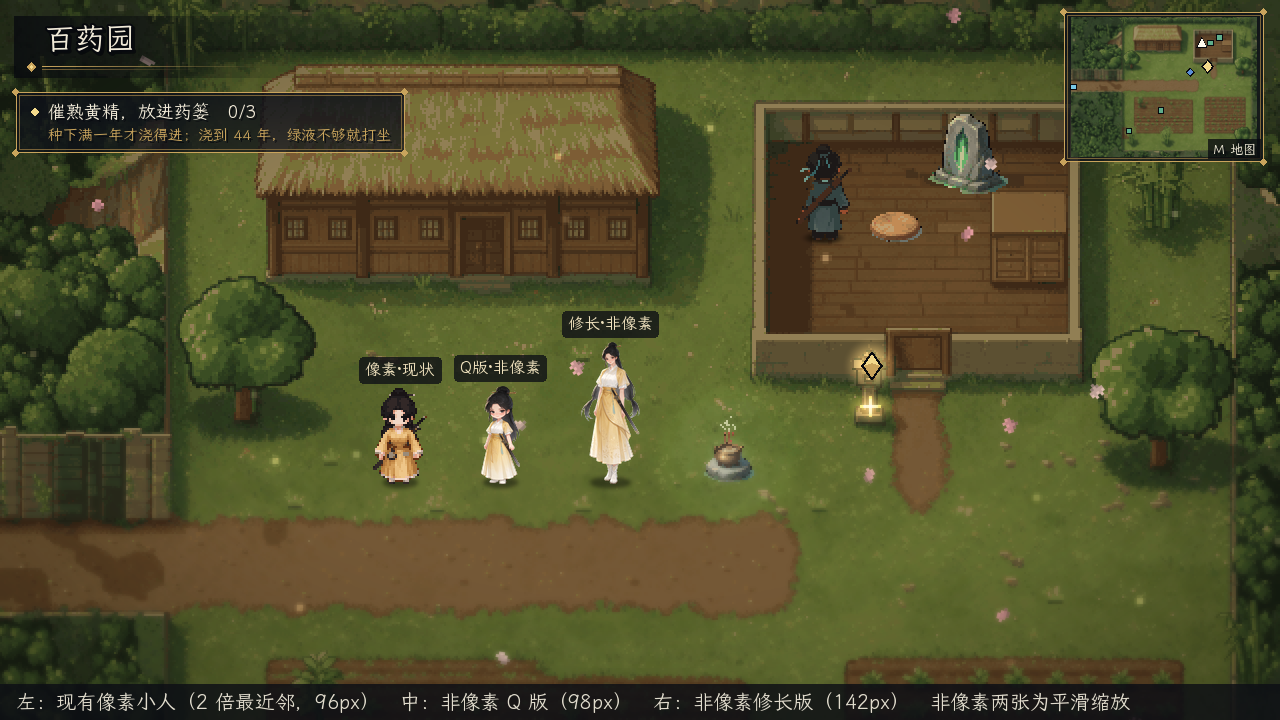 百药园
催熟黄精，放进药篓 0/3
种下满一年才浇得进；浇到 44 年，绿液不够就打坐
M 地图
修长·非像素
像素·现状
Q版·非像素
左：现有像素小人（2 倍最近邻，96px） 中：非像素 Q 版（98px） 右：非像素修长版（142px） 非像素两张为平滑缩放